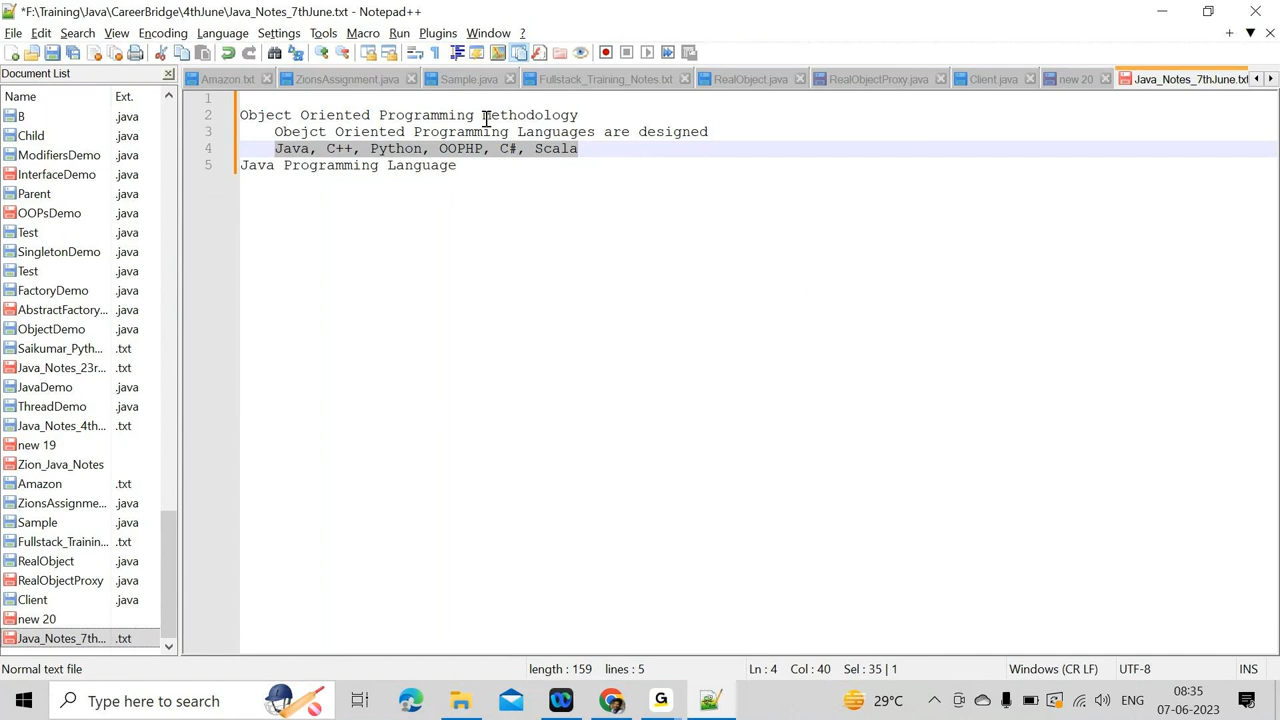 *F:\Training\Java\CareerBridge\4thJune\Java_Notes_7thJune.txt - Notepad++
File Edit Search View Encoding Language Settings Tools Macro Run Plugins Window ?
Document List
Amazon.txt ZionsAssignment.java Sample.java Fullstack_Training_Notes.txt RealObject.java RealObjectProxy.java Client.java new 20 Java_Notes_7thJune.txt
Name Ext.
B .java
Child .java
ModifiersDemo .java
InterfaceDemo .java
Parent .java
OOPsDemo .java
Test .java
SingletonDemo .java
Test .java
FactoryDemo .java
AbstractFactory... .java
ObjectDemo .java
Saikumar_Pyth... .txt
Java_Notes_23r... .txt
JavaDemo .java
ThreadDemo .java
Java_Notes_4th... .txt
new 19
Zion_Java_Notes
Amazon .txt
ZionsAssignme... .java
Sample .java
Fullstack_Trainin... .txt
RealObject .java
RealObjectProxy .java
Client .java
new 20
Java_Notes_7th... .txt
1
2 Object Oriented Programming methodology
3 Obejct Oriented Programming Languages are designed
4 Java, C++, Python, OOPHP, C#, Scala
5 Java Programming Language
Normal text file length : 159 lines : 5 Ln : 4 Col : 40 Sel : 35 | 1 Windows (CR LF) UTF-8 INS
Type here to search
29°C
ENG
08:35
07-06-2023